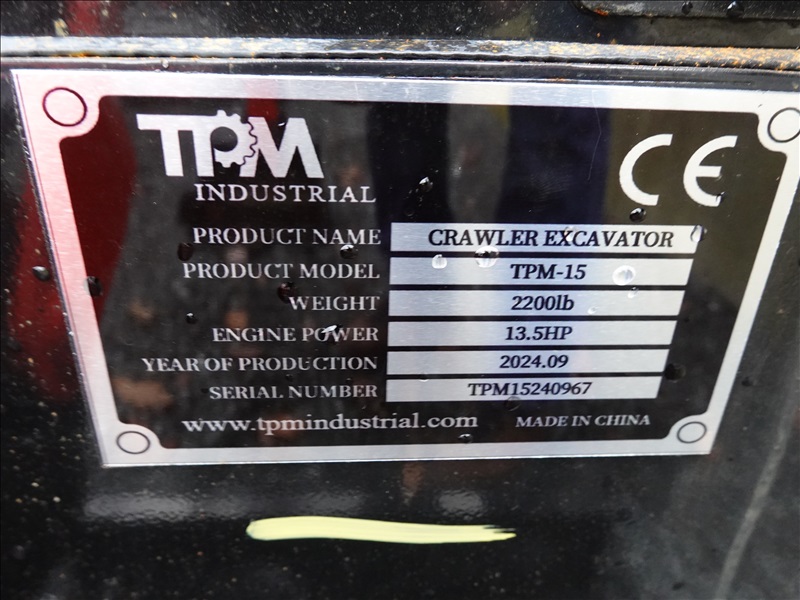 TPM
INDUSTRIAL
CE
PRODUCT NAME CRAWLER EXCAVATOR
PRODUCT MODEL TPM-15
WEIGHT 2200lb
ENGINE POWER 13.5HP
YEAR OF PRODUCTION 2024.09
SERIAL NUMBER TPM15240967
www.tpmindustrial.com MADE IN CHINA